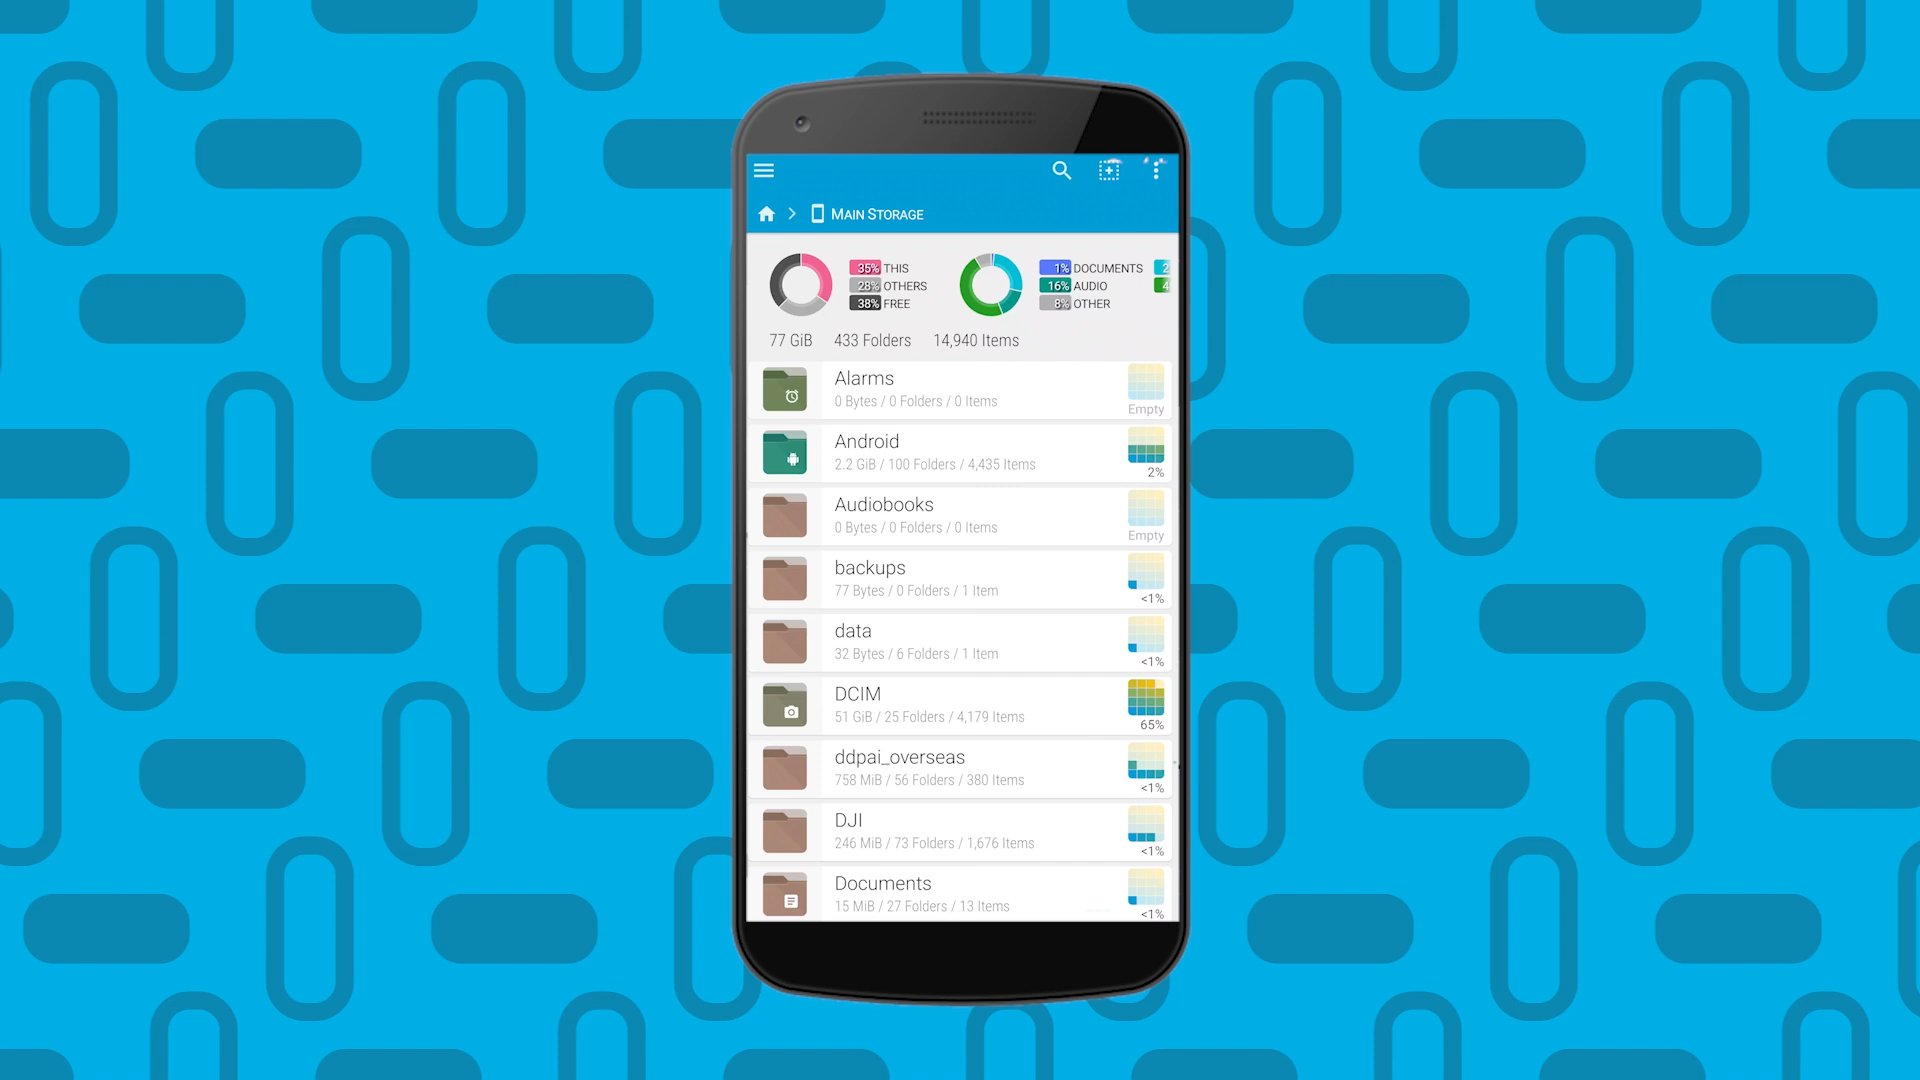 MAIN STORAGE
35% THIS
28% OTHERS
38% FREE
1% DOCUMENTS
16% AUDIO
8% OTHER
77 GiB 433 Folders 14,940 Items
Alarms
0 Bytes / 0 Folders / 0 Items
Empty
Android
2.2 GiB / 100 Folders / 4,435 Items
2%
Audiobooks
0 Bytes / 0 Folders / 0 Items
Empty
backups
77 Bytes / 0 Folders / 1 Item
<1%
data
32 Bytes / 6 Folders / 1 Item
<1%
DCIM
51 GiB / 25 Folders / 4,179 Items
65%
ddpai_overseas
758 MiB / 56 Folders / 380 Items
<1%
DJI
246 MiB / 73 Folders / 1,676 Items
<1%
Documents
15 MiB / 27 Folders / 13 Items
<1%